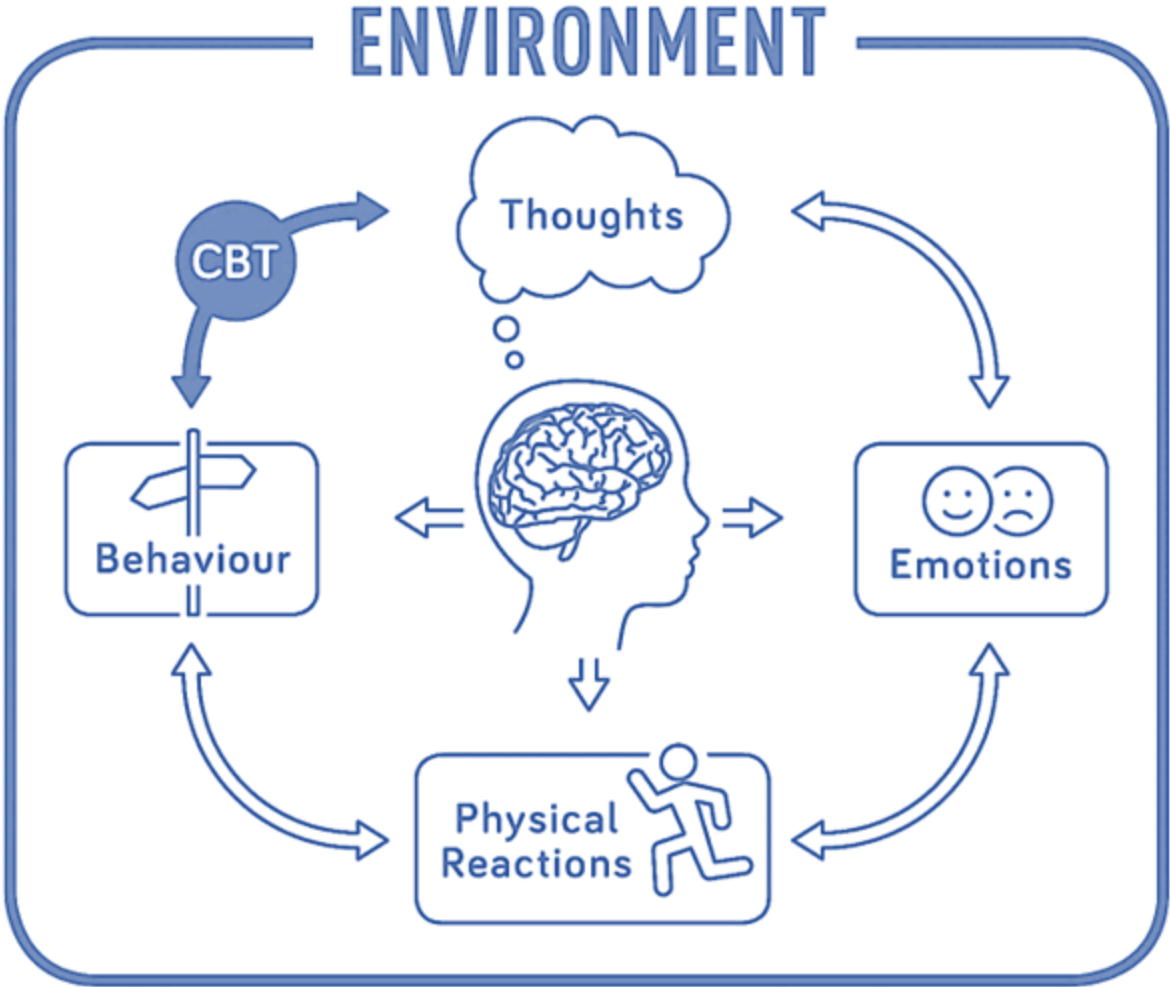 ENVIRONMENT
Thoughts
CBT
Behaviour
Emotions
Physical
Reactions